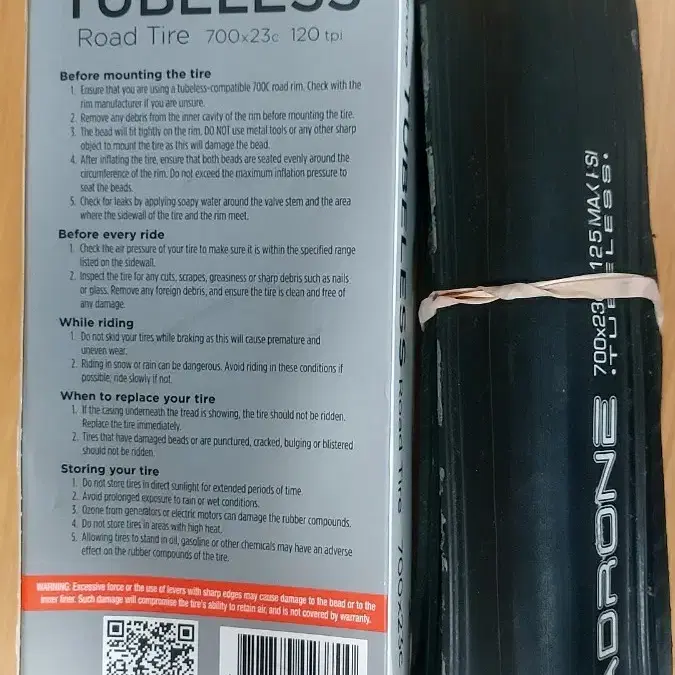 TUBELESS
Road Tire 700x23c 120 tpi
Before mounting the tire
1. Ensure that you are using a tubeless-compatible 700C road rim. Check with the
rim manufacturer if you are unsure.
2. Remove any debris from the inner cavity of the rim before mounting the tire.
3. The bead will fit tightly on the rim. DO NOT use metal tools or any other sharp
object to mount the tire as this will damage the bead.
4. After inflating the tire, ensure that both beads are seated evenly around the
circumference of the rim. Do not exceed the maximum inflation pressure to
seat the beads.
5. Check for leaks by applying soapy water around the valve stem and the area
where the sidewall of the tire and the rim meet.
Before every ride
1. Check the air pressure of your tire to make sure it is within the specified range
listed on the sidewall.
2. Inspect the tire for any cuts, scrapes, greasiness or sharp debris such as nails
or glass. Remove any foreign debris, and ensure the tire is clean and free of
any damage.
While riding
1. Do not skid your tires while braking as this will cause premature and
uneven wear.
2. Riding in snow or rain can be dangerous. Avoid riding in these conditions if
possible, ride slowly if not.
When to replace your tire
1. If the casing underneath the tread is showing, the tire should not be ridden.
Replace the tire immediately.
2. Tires that have damaged beads or are punctured, cracked, bulging or blistered
should not be ridden.
Storing your tire
1. Do not store tires in direct sunlight for extended periods of time.
2. Avoid prolonged exposure to rain or wet conditions.
3. Ozone from generators or electric motors can damage the rubber compounds.
4. Do not store tires in areas with high heat.
5. Allowing tires to stand in oil, gasoline or other chemicals may have an adverse
effect on the rubber compounds of the tire.
WARNING: Excessive force or the use of levers with sharp edges may cause damage to the bead or to the
inner liner. Such damage will compromise the tire's ability to retain air, and is not covered by warranty.
TUBELESS
TUBELESS Road Tire 700x23c
ADRONE
700x23 125 MAX PSI
.TUBELESS.